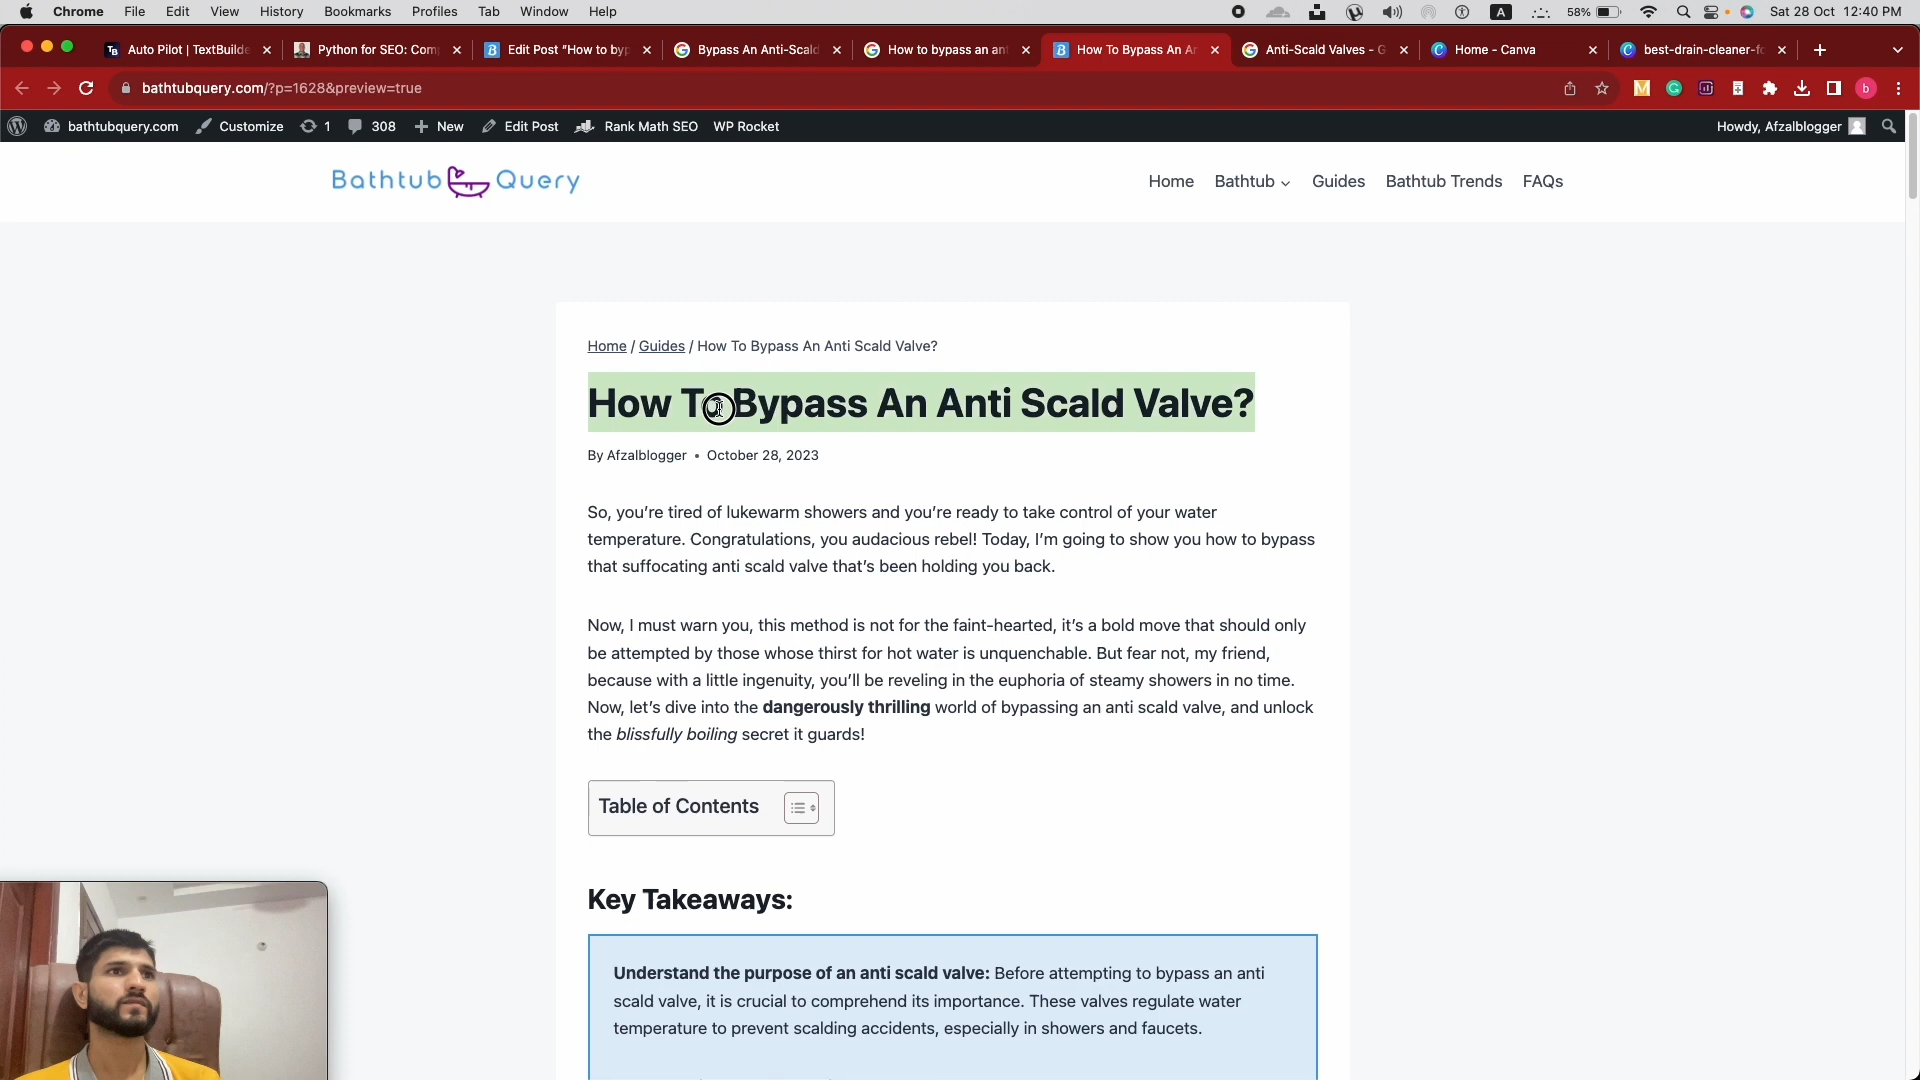 Chrome File Edit View History Bookmarks Profiles Tab Window Help A 58% Sat 28 Oct 12:40 PM
Auto Pilot | TextBuilde Python for SEO: Com Edit Post "How to byp Bypass An Anti-Scald How to bypass an ant How To Bypass An Ar Anti-Scald Valves - G Home - Canva best-drain-cleaner-fo
bathtubquery.com/?p=1628&preview=true
bathtubquery.com Customize 1 308 New Edit Post Rank Math SEO WP Rocket Howdy, Afzalblogger
Bathtub Query Home Bathtub Guides Bathtub Trends FAQs
Home / Guides / How To Bypass An Anti Scald Valve?
How To Bypass An Anti Scald Valve?
By Afzalblogger • October 28, 2023
So, you're tired of lukewarm showers and you're ready to take control of your water
temperature. Congratulations, you audacious rebel! Today, I'm going to show you how to bypass
that suffocating anti scald valve that's been holding you back.
Now, I must warn you, this method is not for the faint-hearted, it's a bold move that should only
be attempted by those whose thirst for hot water is unquenchable. But fear not, my friend,
because with a little ingenuity, you'll be reveling in the euphoria of steamy showers in no time.
Now, let's dive into the dangerously thrilling world of bypassing an anti scald valve, and unlock
the blissfully boiling secret it guards!
Table of Contents
Key Takeaways:
Understand the purpose of an anti scald valve: Before attempting to bypass an anti
scald valve, it is crucial to comprehend its importance. These valves regulate water
temperature to prevent scalding accidents, especially in showers and faucets.